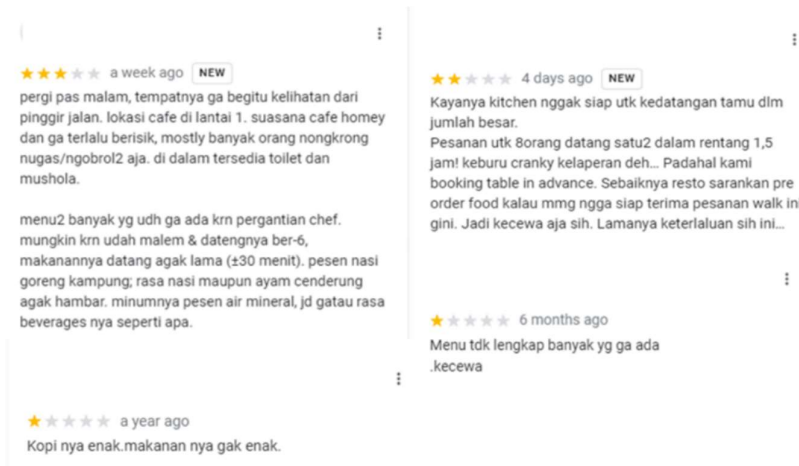 a week ago NEW
pergi pas malam, tempatnya ga begitu kelihatan dari
pinggir jalan. lokasi cafe di lantai 1. suasana cafe homey
dan ga terlalu berisik, mostly banyak orang nongkrong
nugas/ngobrol2 aja. di dalam tersedia toilet dan
mushola.
menu2 banyak yg udh ga ada krn pergantian chef.
mungkin krn udah malem & datengnya ber-6,
makanannya datang agak lama (±30 menit). pesen nasi
goreng kampung; rasa nasi maupun ayam cenderung
agak hambar. minumnya pesen air mineral, jd gatau rasa
beverages nya seperti apa.
a year ago
Kopi nya enak.makanan nya gak enak.
4 days ago NEW
Kayanya kitchen nggak siap utk kedatangan tamu dlm
jumlah besar.
Pesanan utk 8orang datang satu2 dalam rentang 1,5
jam! keburu cranky kelaperan deh... Padahal kami
booking table in advance. Sebaiknya resto sarankan pre
order food kalau mmg ngga siap terima pesanan walk in
gini. Jadi kecewa aja sih. Lamanya keterlaluan sih ini...
6 months ago
Menu tdk lengkap banyak yg ga ada
.kecewa